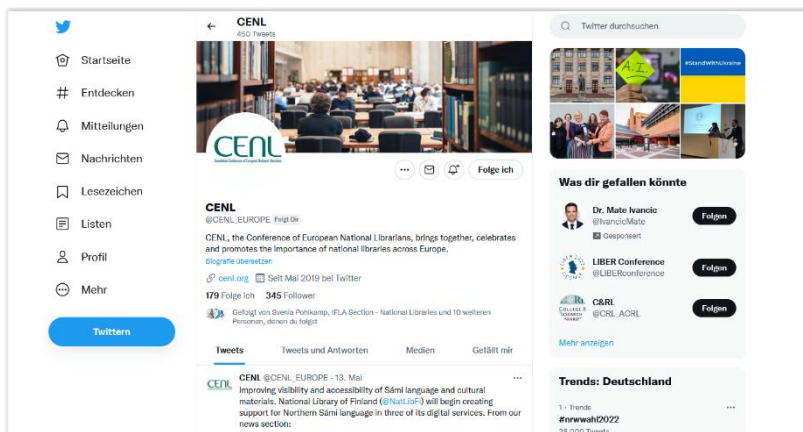 Startseite
Entdecken
Mitteilungen
Nachrichten
Lesezeichen
Listen
Profil
Mehr
Twittern
CENL
450 Tweets
CENL
Folge ich
CENL
@CENL_EUROPE Folgt Dir
CENL, the Conference of European National Librarians, brings together, celebrates
and promotes the importance of national libraries across Europe.
Biografie übersetzen
cenl.org Seit Mai 2019 bei Twitter
179 Folge ich 345 Follower
Gefolgt von Svenja Pohlkamp, IFLA Section - National Libraries und 10 weiteren
Personen, denen du folgst
Tweets Tweets und Antworten Medien Gefällt mir
CENL
CENL @CENL_EUROPE · 13. Mai
Improving visibility and accessibility of Sámi language and cultural
materials. National Library of Finland (@NatLibFi) will begin creating
support for Northern Sámi language in three of its digital services. From our
news section:
Twitter durchsuchen
A.I.
#StandWithUkraine
Was dir gefallen könnte
Dr. Mate Ivancic
@IvancicMate
Gesponsert
Folgen
LIBER Conference
@LIBERconference
Folgen
C&RL
@CRL_ACRL
Folgen
Mehr anzeigen
Trends: Deutschland
1 · Trends
#nrwwahl2022